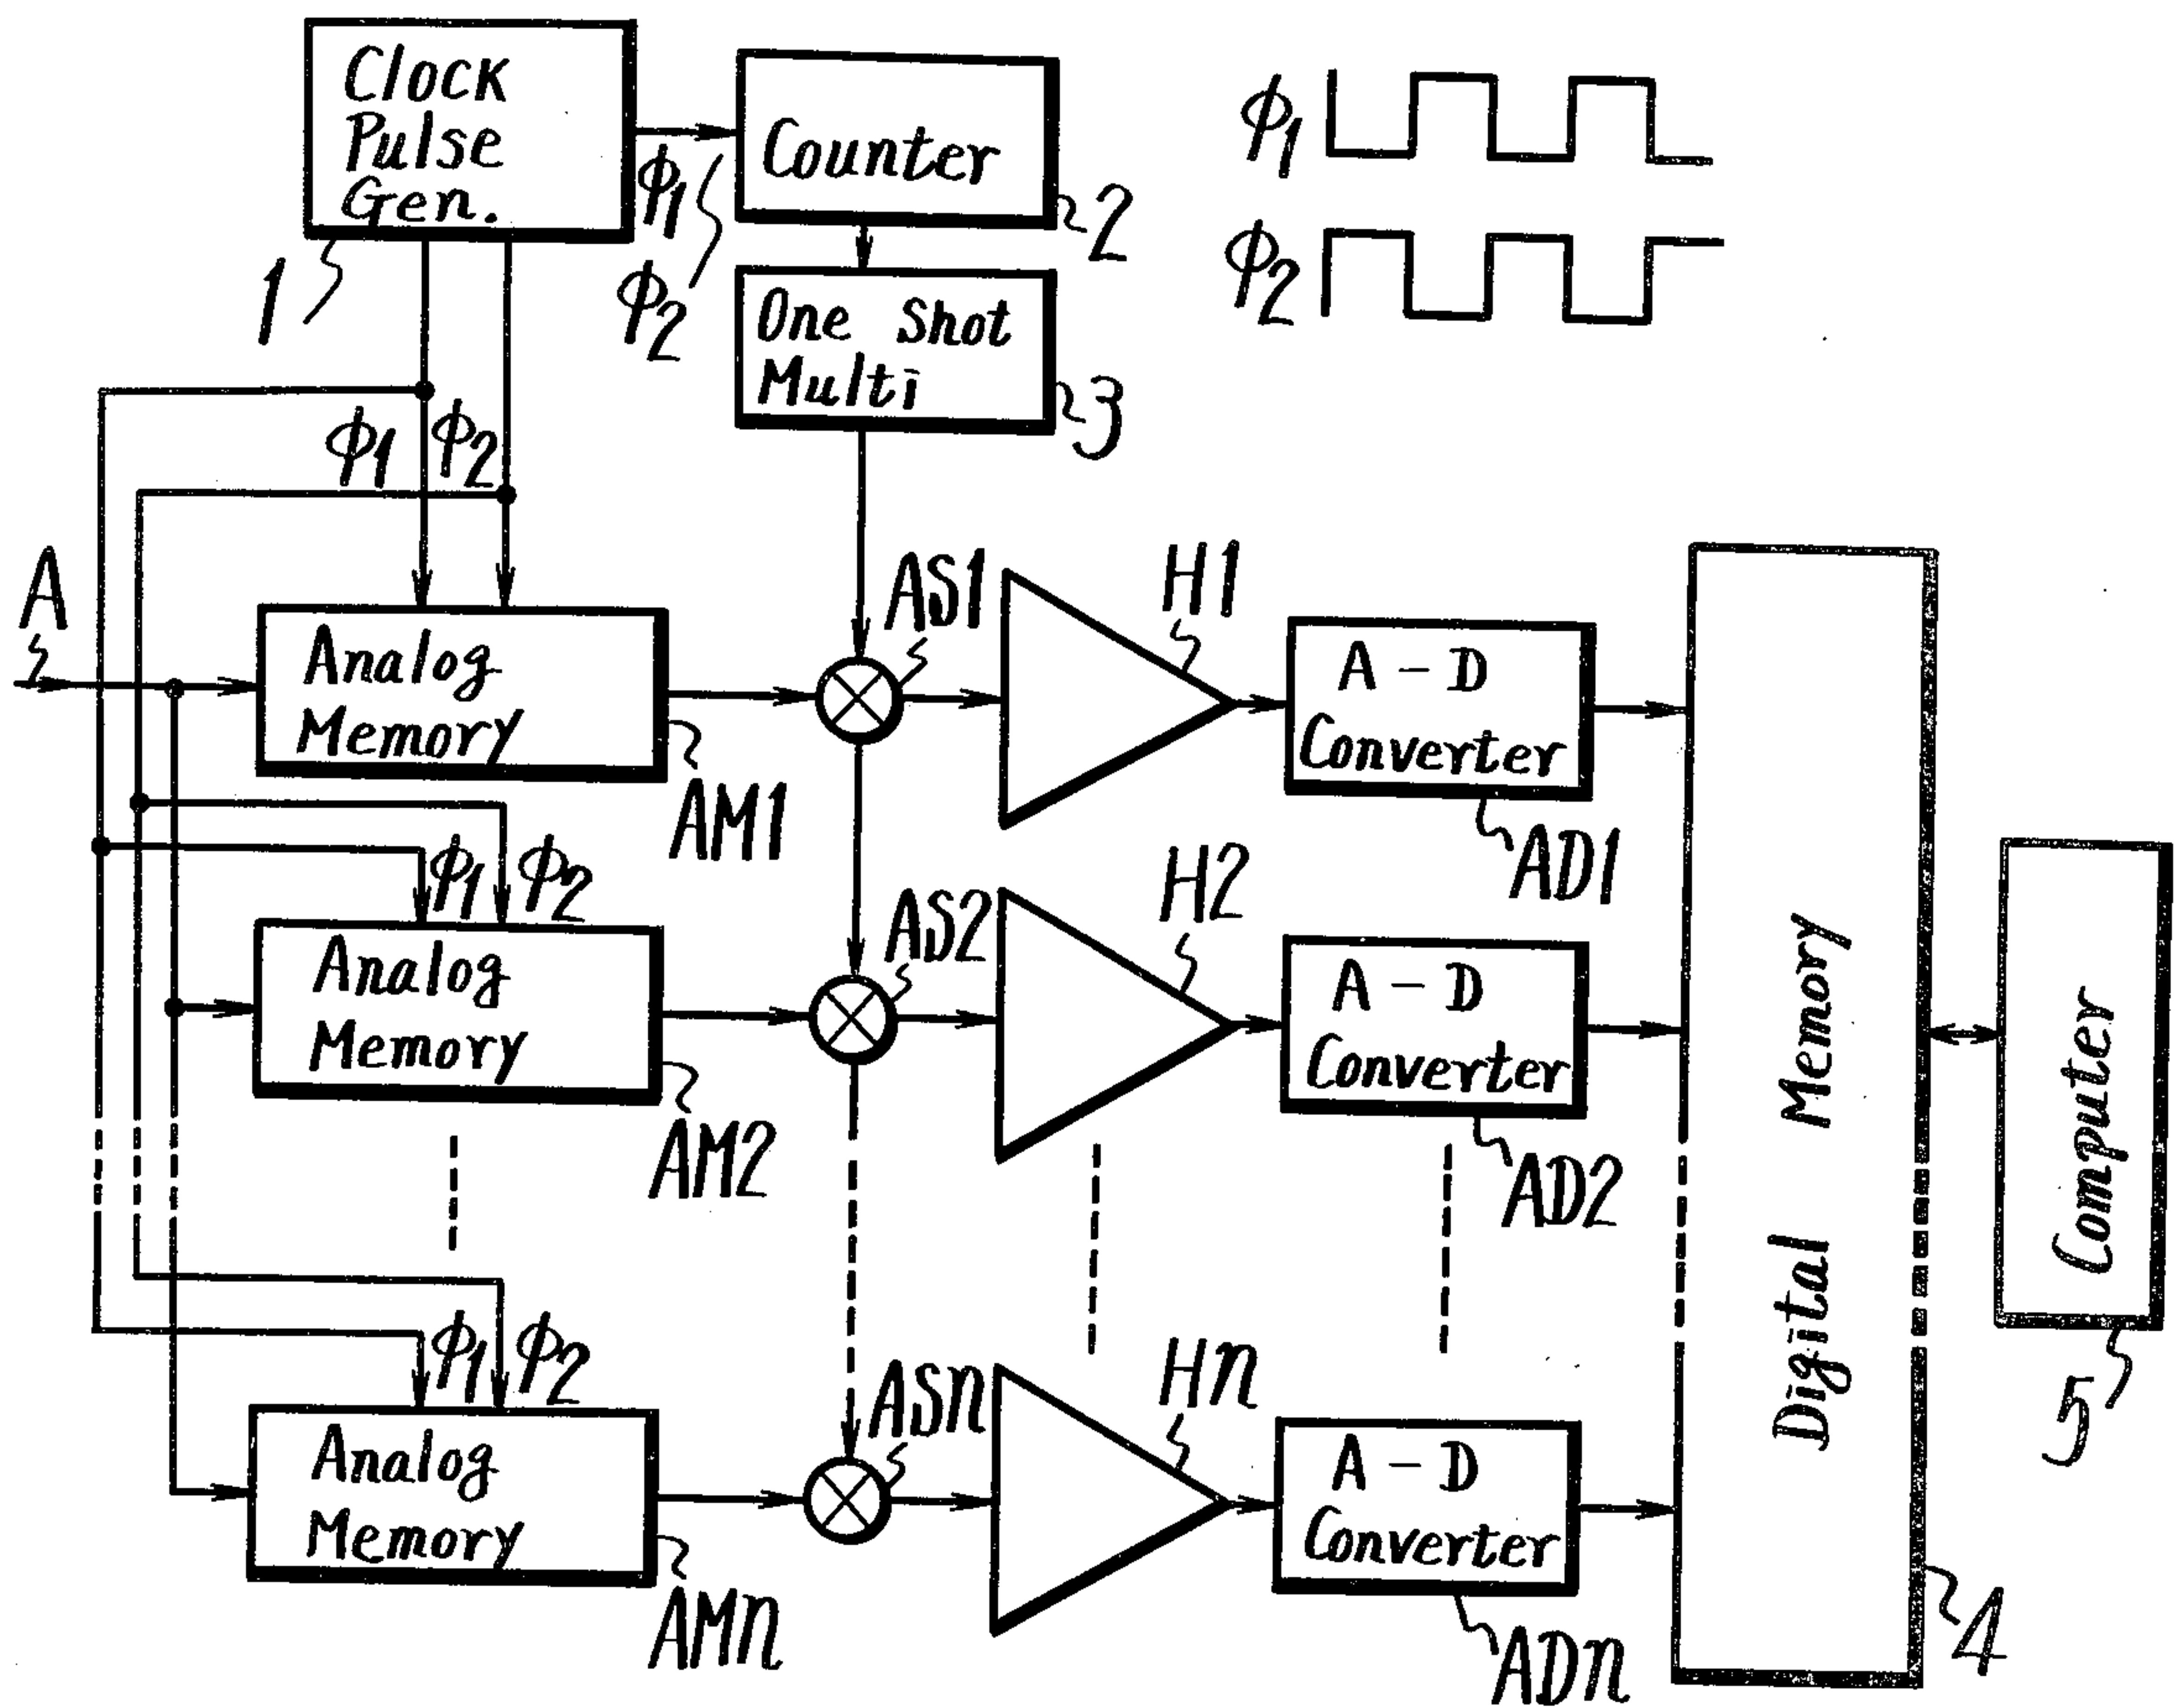 Clock
Pulse
Gen.
1
ϕ1
ϕ2
Counter
2
One Shot
Multi
3
ϕ1
ϕ2
ϕ1 ϕ2
A
Analog
Memory
AM1
AS1
H1
A-D
Converter
AD1
ϕ1 ϕ2
Analog
Memory
AM2
AS2
H2
A-D
Converter
AD2
ϕ1 ϕ2
Analog
Memory
AMn
ASn
Hn
A-D
Converter
ADn
Digital Memory
4
Computer
5